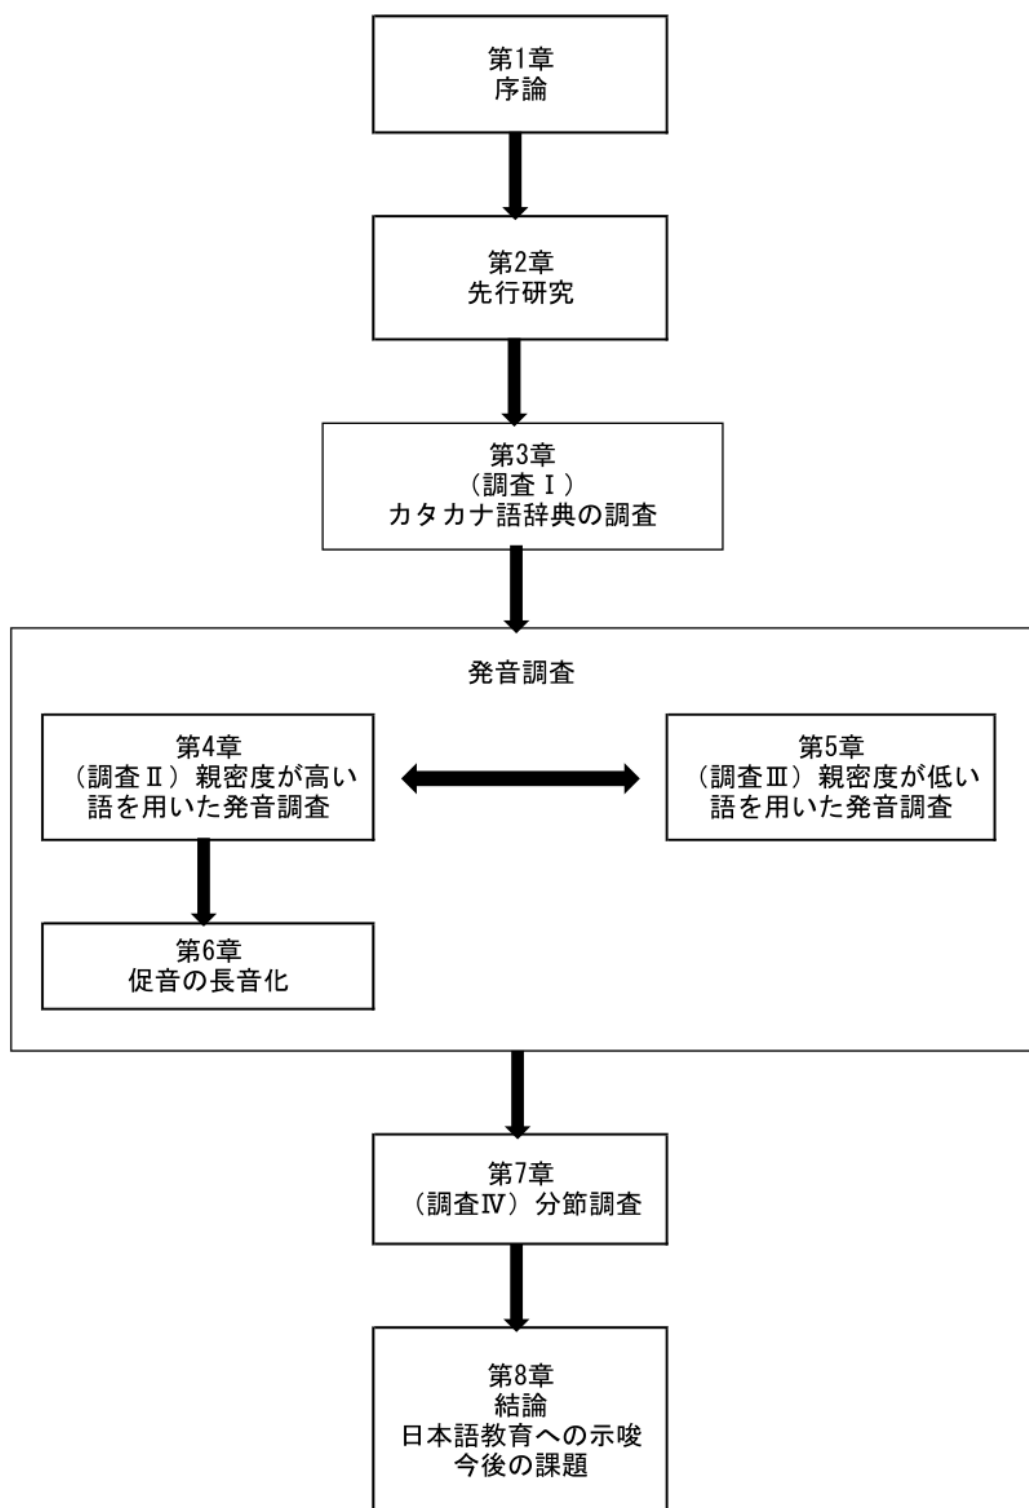 第1章
序論
第2章
先行研究
第3章
（調査Ⅰ）
カタカナ語辞典の調査
発音調査
第4章
（調査Ⅱ）親密度が高い
語を用いた発音調査
第5章
（調査Ⅲ）親密度が低い
語を用いた発音調査
第6章
促音の長音化
第7章
（調査Ⅳ）分節調査
第8章
結論
日本語教育への示唆
今後の課題